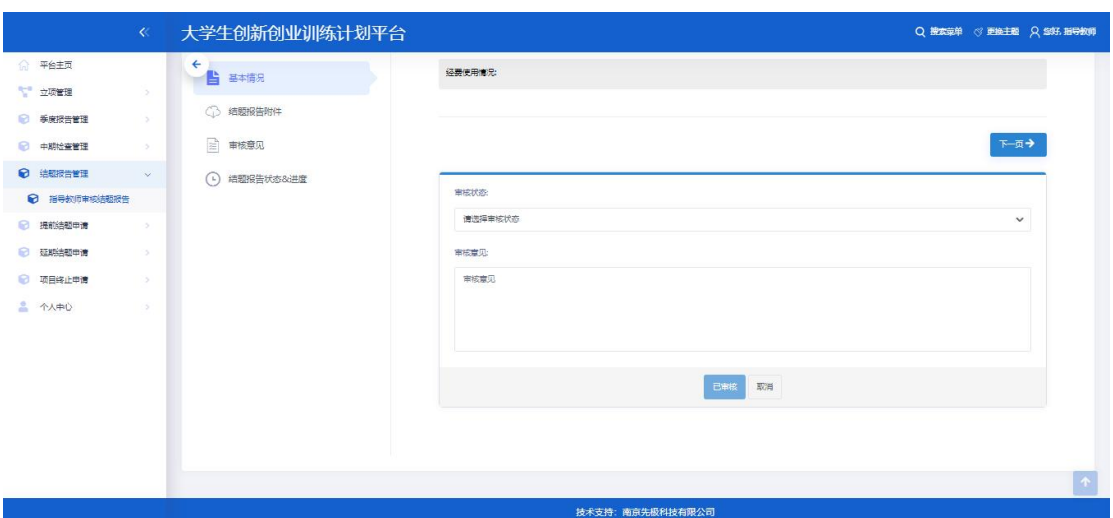 大学生创新创业训练计划平台
搜索菜单
更换主题
您好, 指导教师
平台主页
立项管理
季度报告管理
中期检查管理
结题报告管理
指导教师审核结题报告
提前结题申请
延期结题申请
项目终止申请
个人中心
基本情况
结题报告附件
审核意见
结题报告状态&进度
经费使用情况:
下一页
审核状态:
请选择审核状态
审核意见:
审核意见
已审核
取消
技术支持：南京先极科技有限公司